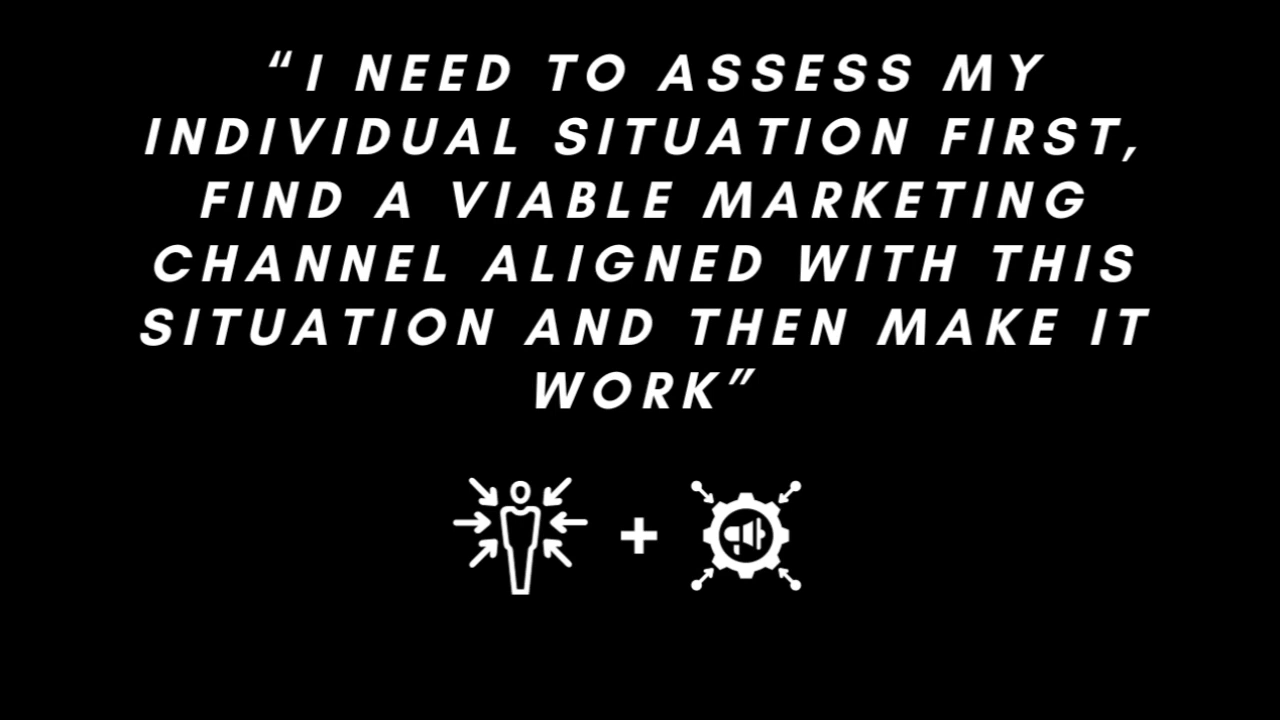 “I NEED TO ASSESS MY
INDIVIDUAL SITUATION FIRST,
FIND A VIABLE MARKETING
CHANNEL ALIGNED WITH THIS
SITUATION AND THEN MAKE IT
WORK”
+